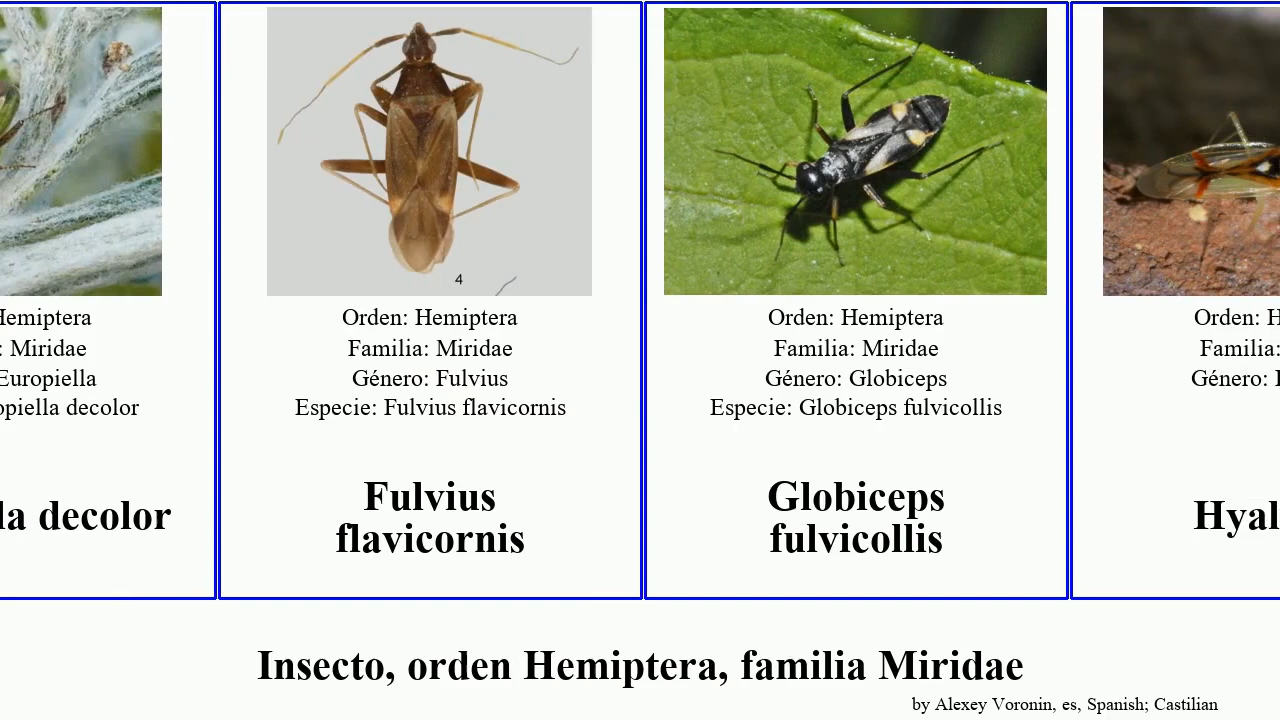 Hemiptera
: Miridae
Europiella
opiella decolor
la decolor
4
Orden: Hemiptera
Familia: Miridae
Género: Fulvius
Especie: Fulvius flavicornis
Fulvius
flavicornis
Orden: Hemiptera
Familia: Miridae
Género: Globiceps
Especie: Globiceps fulvicollis
Globiceps
fulvicollis
Orden: H
Familia:
Género:
Hyal
Insecto, orden Hemiptera, familia Miridae
by Alexey Voronin, es, Spanish; Castilian